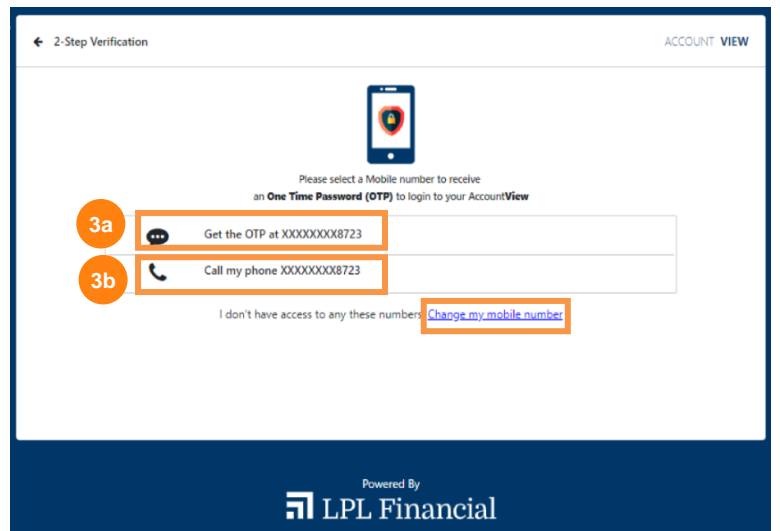 2-Step Verification
ACCOUNT VIEW
Please select a Mobile number to receive
an One Time Password (OTP) to login to your AccountView
3a
Get the OTP at XXXXXXXX8723
3b
Call my phone XXXXXXXX8723
I don't have access to any these numbers Change my mobile number
Powered By
LPL Financial